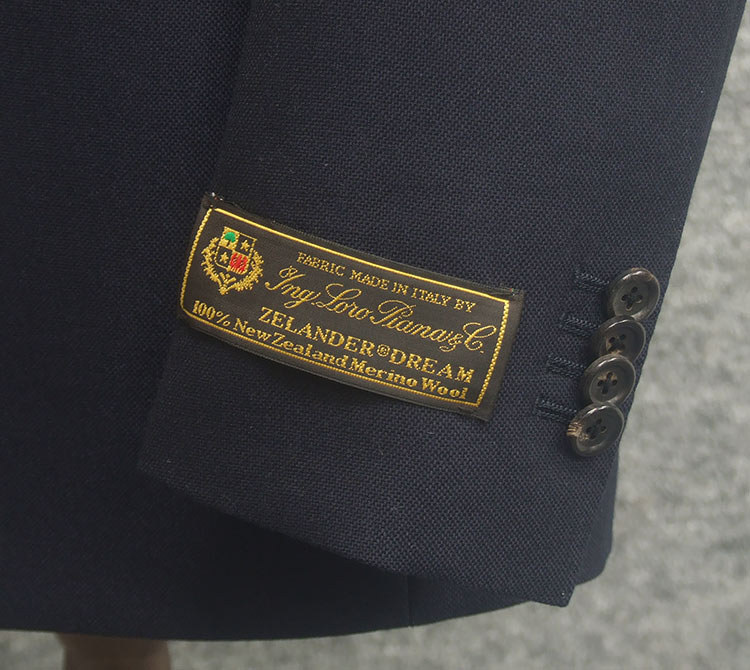 FABRIC MADE IN ITALY BY
Ing. Loro Piana & C.
ZELANDER®DREAM
100% New Zealand Merino Wool